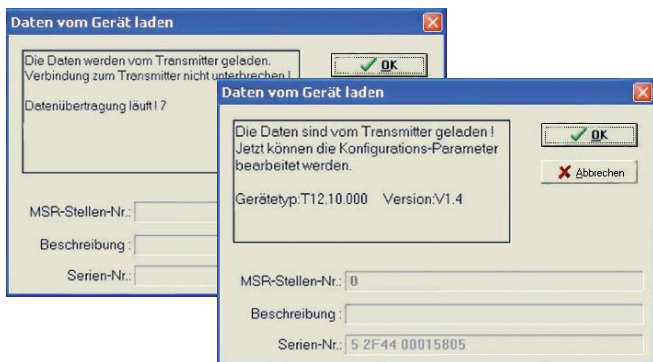 Daten vom Gerät laden
Die Daten werden vom Transmitter geladen.
Verbindung zum Transmitter nicht unterbrechen !
Datenübertragung läuft ! 7
OK
MSR-Stellen-Nr.:
Beschreibung :
Serien-Nr.:
Daten vom Gerät laden
Die Daten sind vom Transmitter geladen !
Jetzt können die Konfigurations-Parameter
bearbeitet werden.
Gerätetyp:T12.10.000 Version:V1.4
OK
Abbrechen
MSR-Stellen-Nr.: 0
Beschreibung :
Serien-Nr.: 5 2F44 00015805